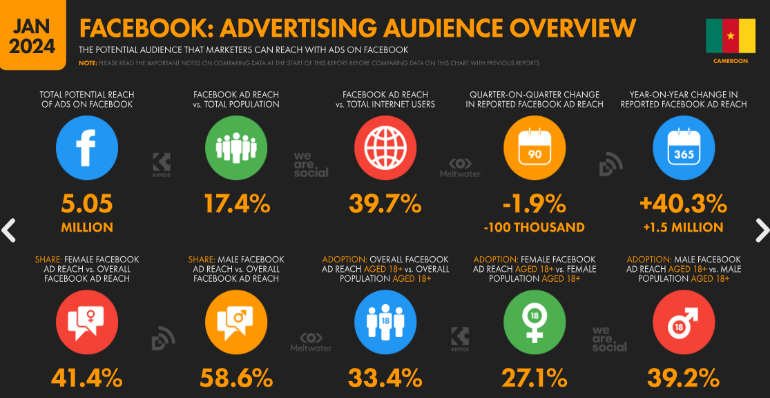 JAN
2024
FACEBOOK: ADVERTISING AUDIENCE OVERVIEW
THE POTENTIAL AUDIENCE THAT MARKETERS CAN REACH WITH ADS ON FACEBOOK
NOTE: PLEASE READ THE IMPORTANT NOTES ON COMPARING DATA AT THE START OF THIS REPORT BEFORE COMPARING DATA ON THIS CHART WITH PREVIOUS REPORTS
CAMEROON
TOTAL POTENTIAL REACH
OF ADS ON FACEBOOK
5.05
MILLION
FACEBOOK AD REACH
vs. TOTAL POPULATION
17.4%
FACEBOOK AD REACH
vs. TOTAL INTERNET USERS
39.7%
QUARTER-ON-QUARTER CHANGE
IN REPORTED FACEBOOK AD REACH
90
-1.9%
-100 THOUSAND
YEAR-ON-YEAR CHANGE IN
REPORTED FACEBOOK AD REACH
365
+40.3%
+1.5 MILLION
KEPIOS
we
are.
social
Meltwater
SHARE: FEMALE FACEBOOK
AD REACH vs. OVERALL
FACEBOOK AD REACH
41.4%
SHARE: MALE FACEBOOK
AD REACH vs. OVERALL
FACEBOOK AD REACH
58.6%
ADOPTION: OVERALL FACEBOOK
AD REACH AGED 18+ vs. OVERALL
POPULATION AGED 18+
18
33.4%
ADOPTION: FEMALE FACEBOOK
AD REACH AGED 18+ vs. FEMALE
POPULATION AGED 18+
18
27.1%
ADOPTION: MALE FACEBOOK
AD REACH AGED 18+ vs. MALE
POPULATION AGED 18+
18
39.2%
Meltwater
KEPIOS
we
are.
social